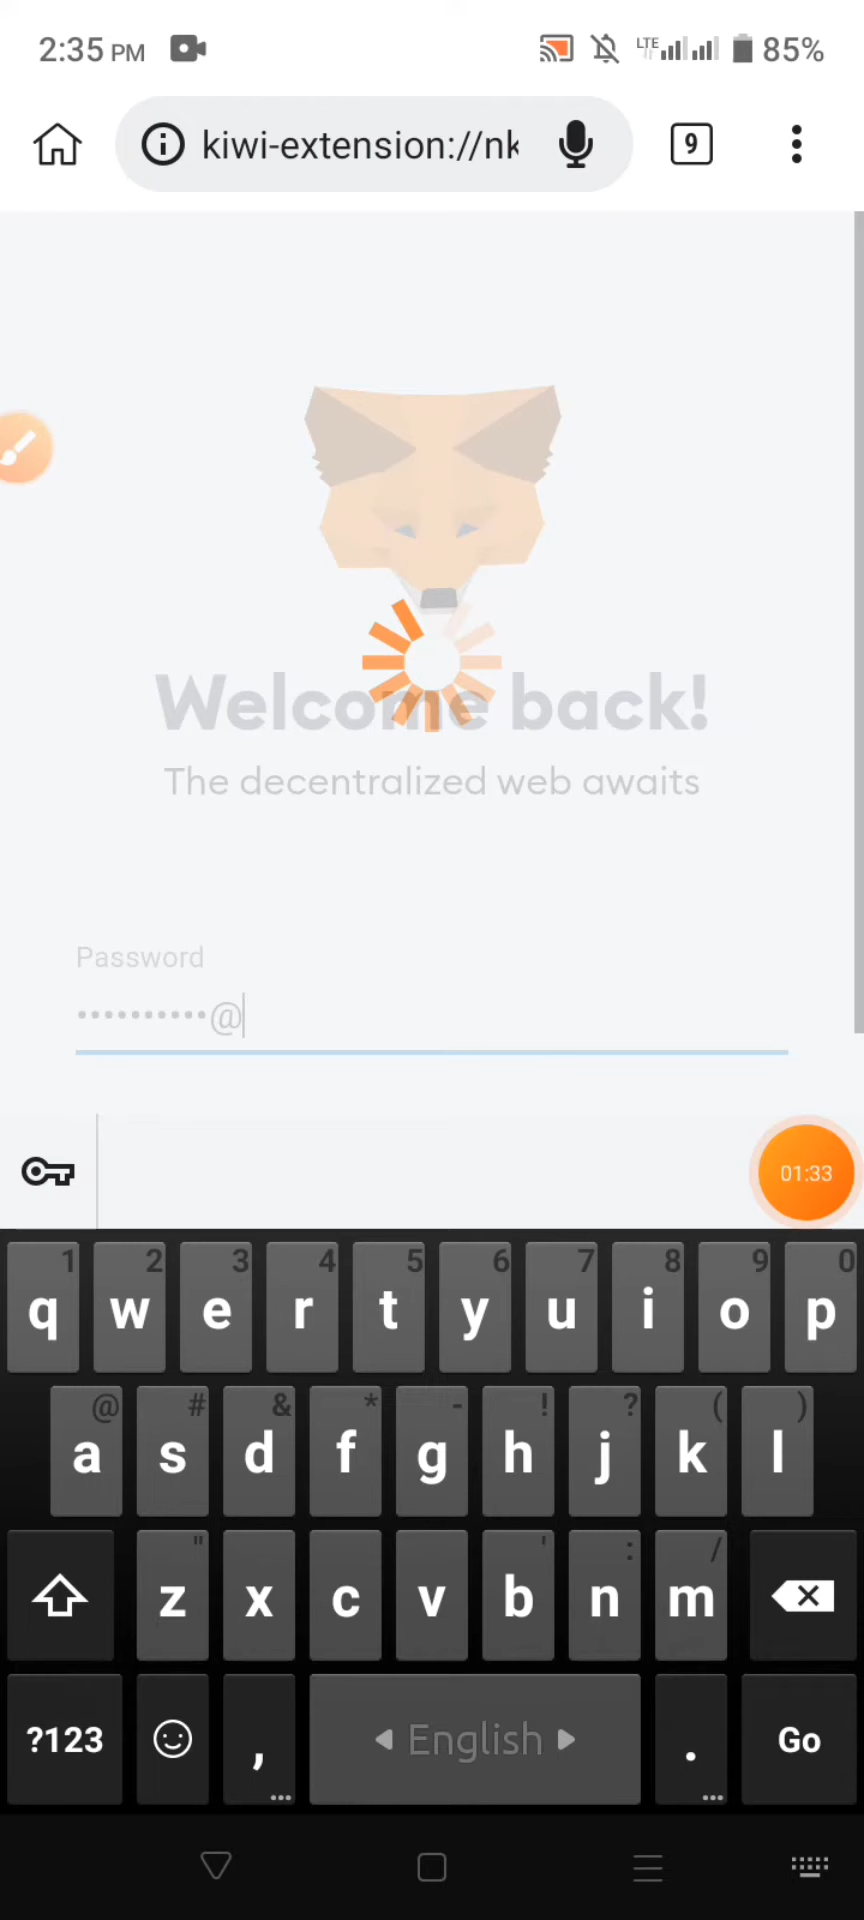 2:35 PM LTE 85%
kiwi-extension://nk 9
Welcome back!
The decentralized web awaits
Password
••••••••••@
01:33
1 2 3 4 5 6 7 8 9 0
q w e r t y u i o p
@ # & * - ! ? ( )
a s d f g h j k l
" ' : /
z x c v b n m
?123 , English . Go